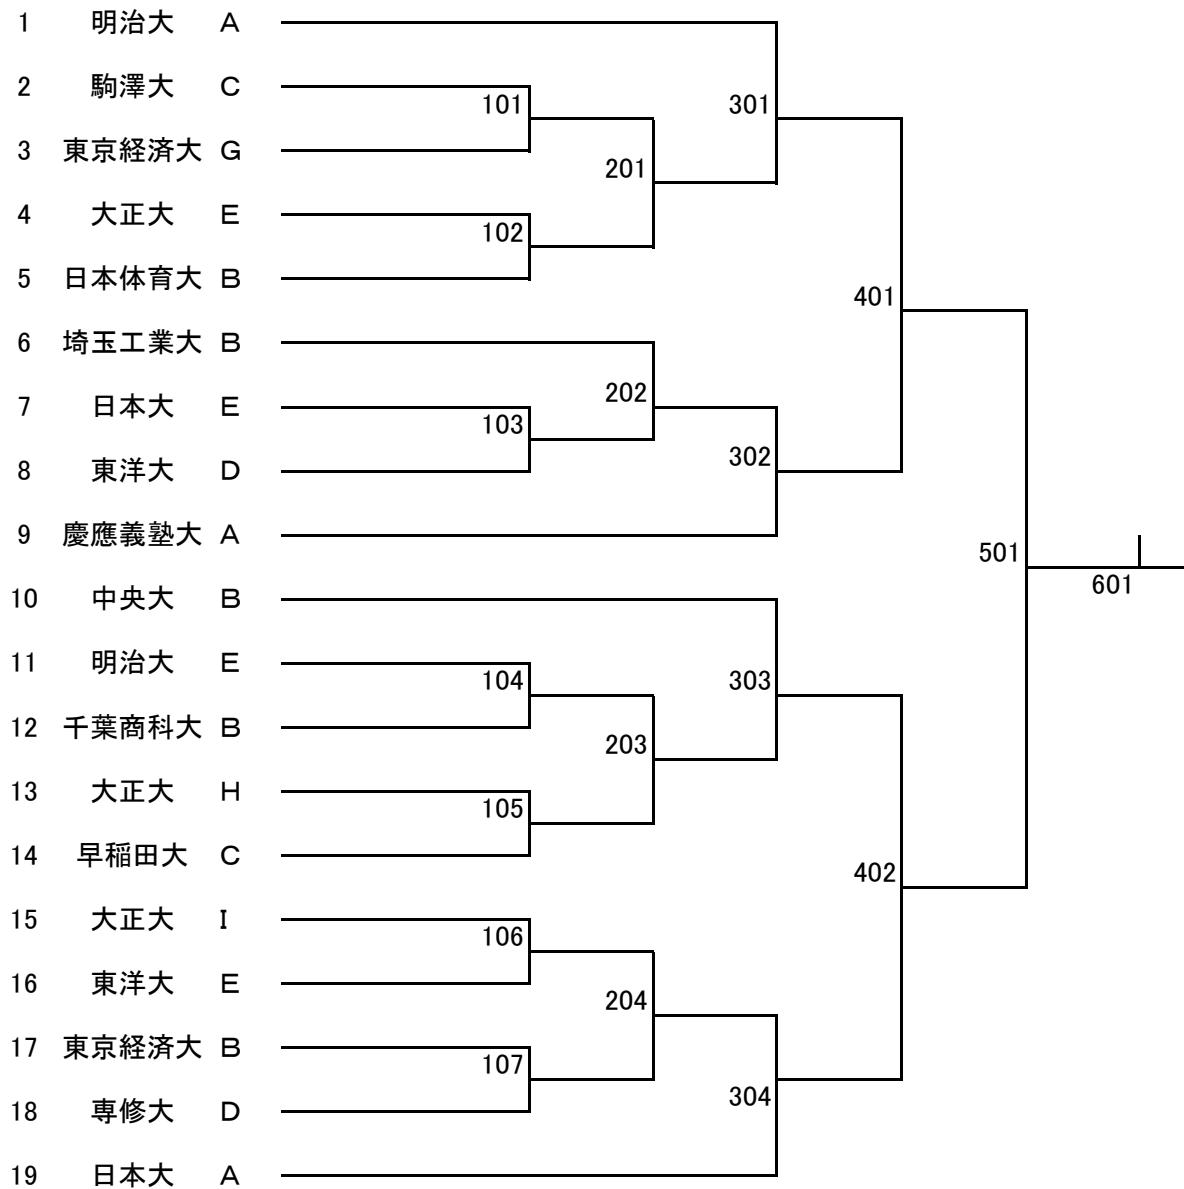 1 明治大 A
2 駒澤大 C
101 301
3 東京経済大 G
201
4 大正大 E
102
5 日本体育大 B
401
6 埼玉工業大 B
202
7 日本大 E
103
302
8 東洋大 D
9 慶應義塾大 A
501
601
10 中央大 B
11 明治大 E
104 303
12 千葉商科大 B
203
13 大正大 H
105
14 早稲田大 C
402
15 大正大 I
106
16 東洋大 E
204
17 東京経済大 B
107
304
18 専修大 D
19 日本大 A